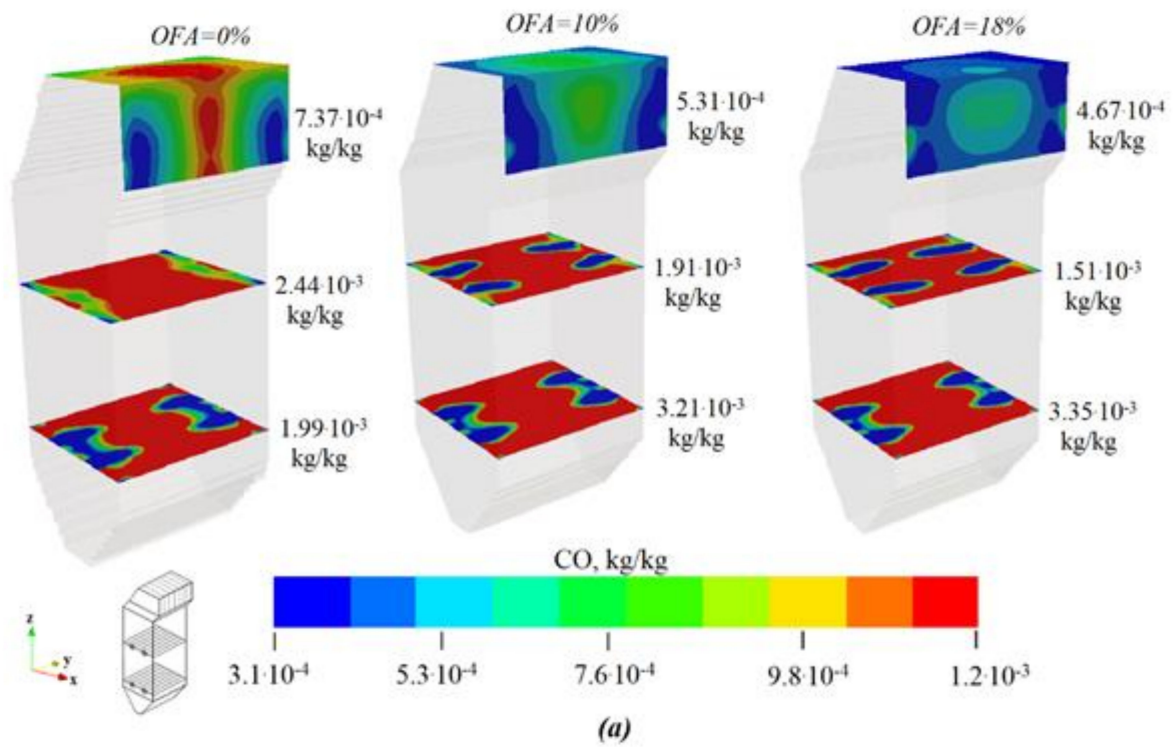 OFA=0%
OFA=10%
OFA=18%
7.37·10⁻⁴
kg/kg
5.31·10⁻⁴
kg/kg
4.67·10⁻⁴
kg/kg
2.44·10⁻³
kg/kg
1.91·10⁻³
kg/kg
1.51·10⁻³
kg/kg
1.99·10⁻³
kg/kg
3.21·10⁻³
kg/kg
3.35·10⁻³
kg/kg
CO, kg/kg
z
y
x
3.1·10⁻⁴
5.3·10⁻⁴
7.6·10⁻⁴
9.8·10⁻⁴
1.2·10⁻³
(a)